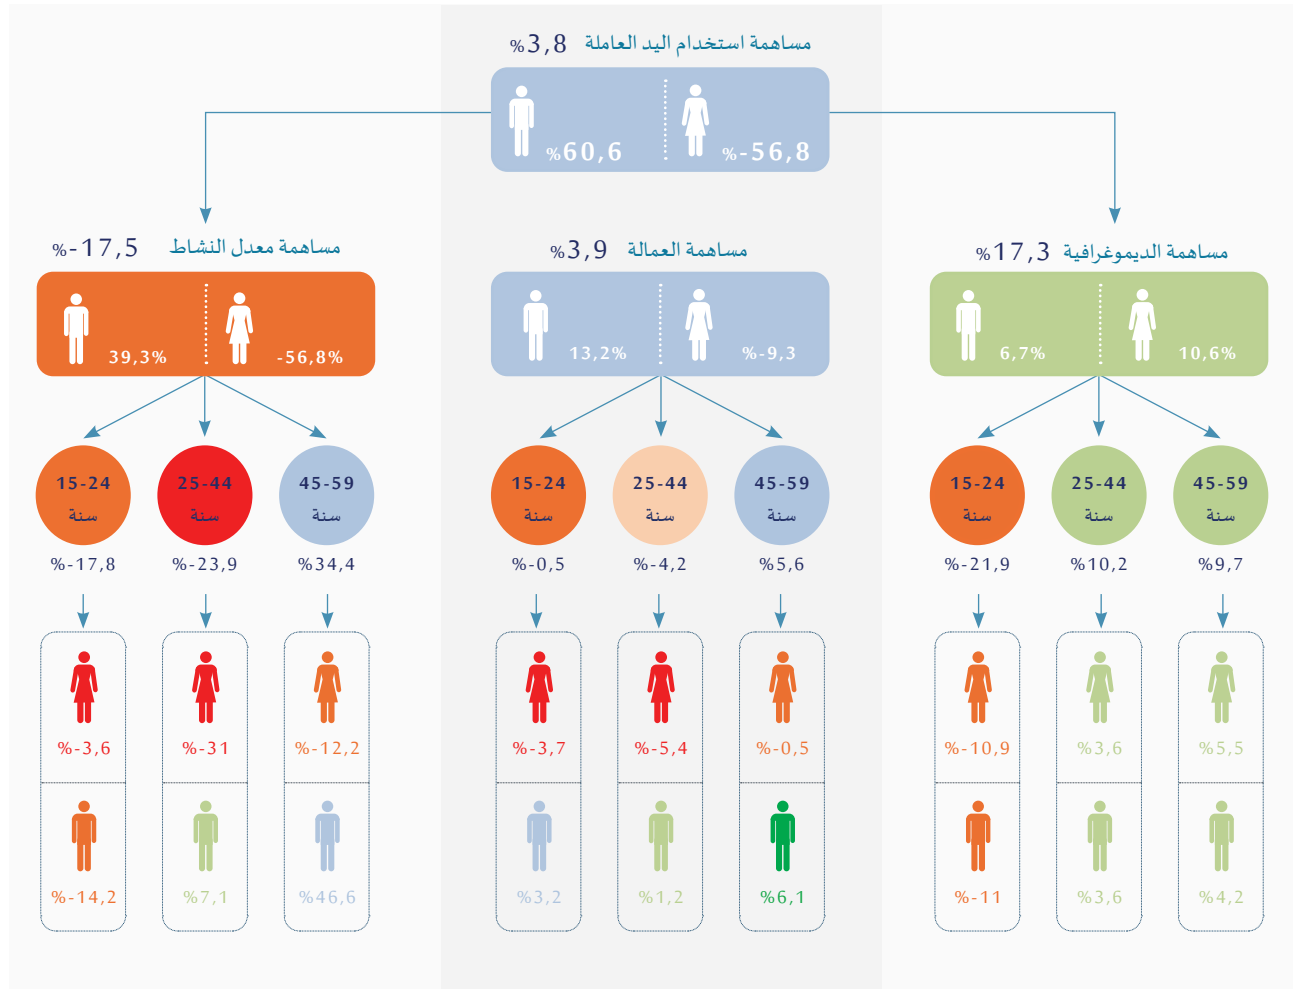 مساهمة استخدام اليد العاملة %3,8
%60,6 %-56,8
مساهمة الديموغرافية %17,3
6,7% 10,6%
15-24 سنة
%-21,9
25-44 سنة
%10,2
45-59 سنة
%9,7
%-10,9 %3,6 %5,5
%-11 %3,6 %4,2
مساهمة العمالة %3,9
13,2% %-9,3
15-24 سنة
%-0,5
25-44 سنة
%-4,2
45-59 سنة
%5,6
%-3,7 %-5,4 %-0,5
%3,2 %1,2 %6,1
مساهمة معدل النشاط %-17,5
39,3% -56,8%
15-24 سنة
%-17,8
25-44 سنة
%-23,9
45-59 سنة
%34,4
%-3,6 %-31 %-12,2
%-14,2 %7,1 %46,6